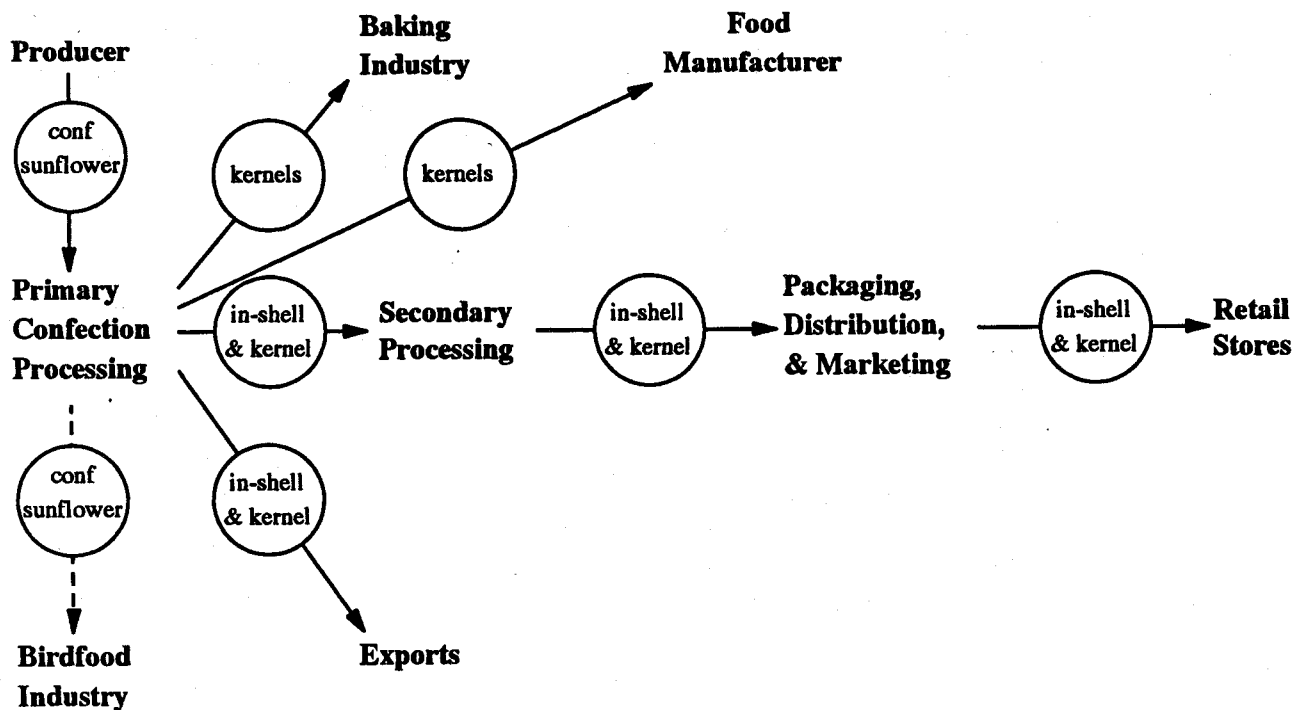 Producer
conf
sunflower
Baking
Industry
Food
Manufacturer
kernels
kernels
Primary
Confection
Processing
in-shell
& kernel
Secondary
Processing
in-shell
& kernel
Packaging,
Distribution,
& Marketing
in-shell
& kernel
Retail
Stores
conf
sunflower
in-shell
& kernel
Birdfood
Industry
Exports